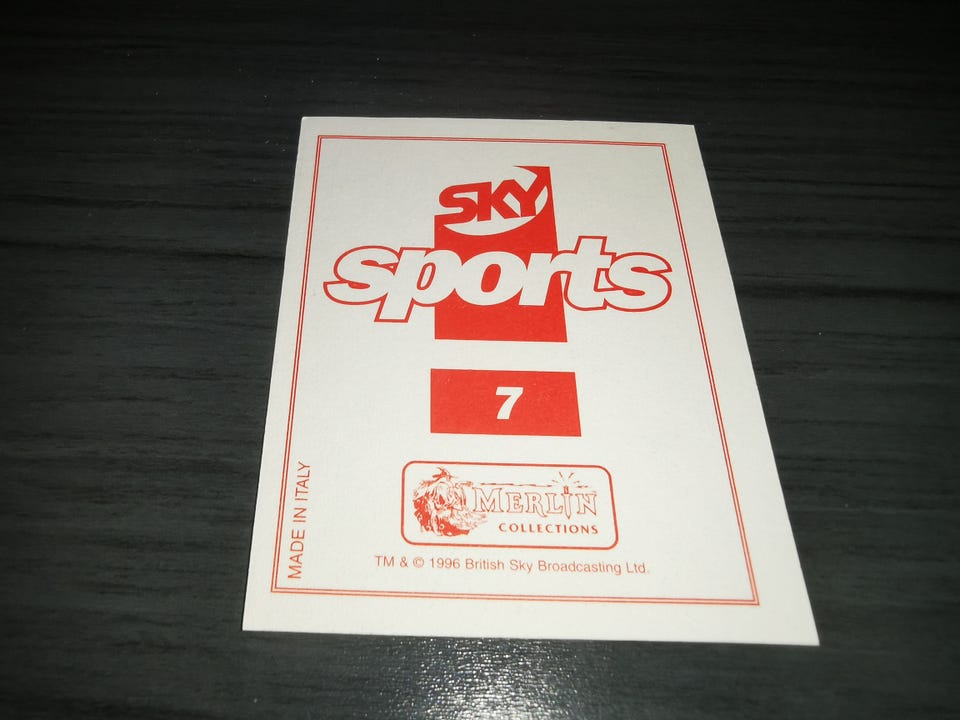 SKY
sports
7
MERLIN
COLLECTIONS
MADE IN ITALY
TM & © 1996 British Sky Broadcasting Ltd.